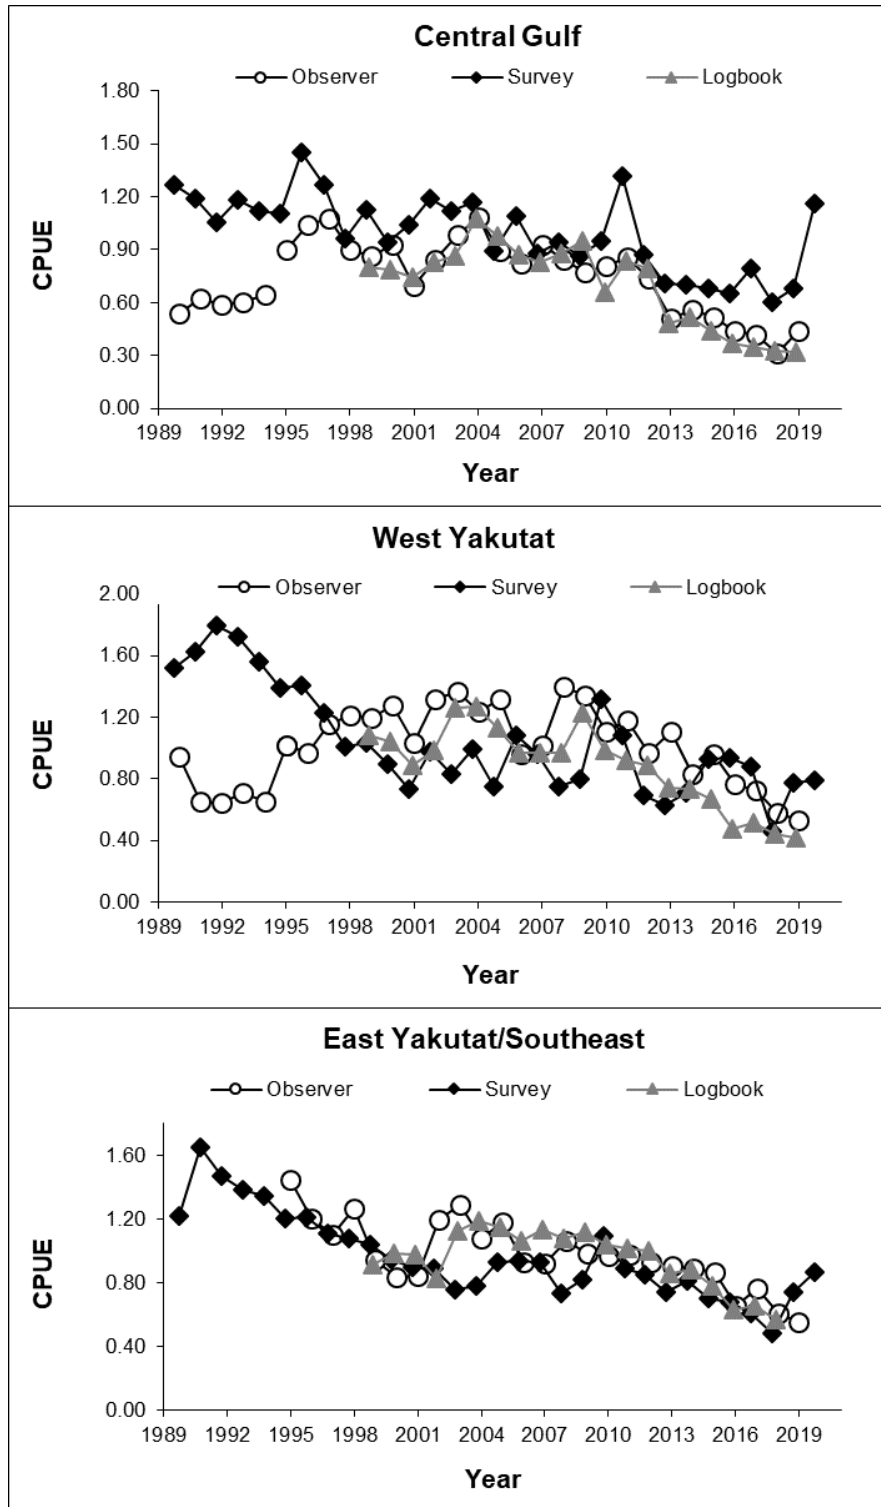 Central Gulf
Observer Survey Logbook
1.80
1.50
1.20
0.90
0.60
0.30
0.00
CPUE
1989 1992 1995 1998 2001 2004 2007 2010 2013 2016 2019
Year
West Yakutat
Observer Survey Logbook
2.00
1.60
1.20
0.80
0.40
0.00
CPUE
1989 1992 1995 1998 2001 2004 2007 2010 2013 2016 2019
Year
East Yakutat/Southeast
Observer Survey Logbook
1.60
1.20
0.80
0.40
0.00
CPUE
1989 1992 1995 1998 2001 2004 2007 2010 2013 2016 2019
Year